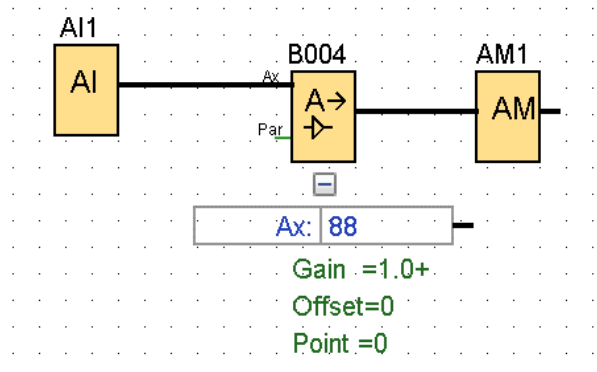 AI1
AI
B004
Ax
A→
Par
AM1
AM
Ax: 88
Gain =1.0+
Offset=0
Point =0